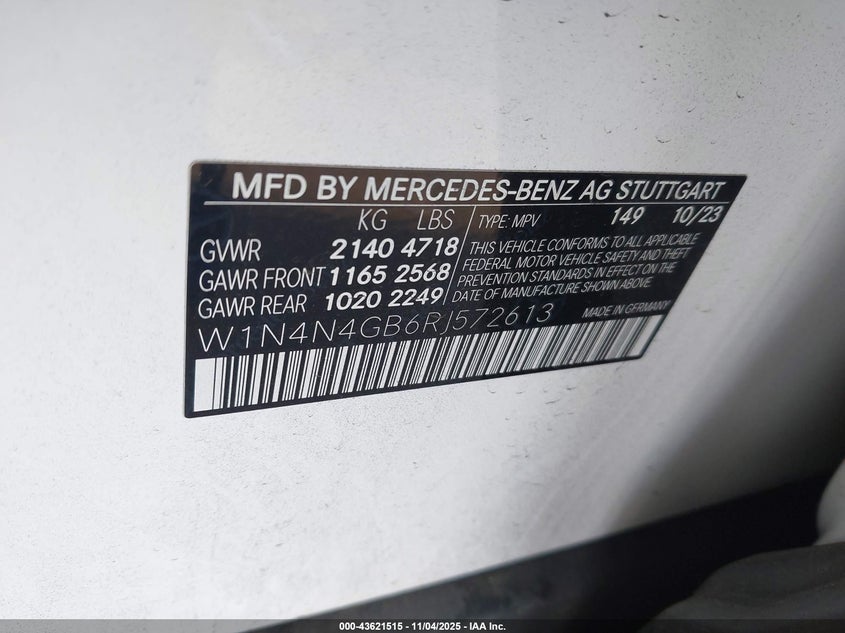 MFD BY MERCEDES-BENZ AG STUTTGART
KG LBS
GVWR 2140 4718
GAWR FRONT 1165 2568
GAWR REAR 1020 2249
TYPE: MPV 149 10/23
THIS VEHICLE CONFORMS TO ALL APPLICABLE
FEDERAL MOTOR VEHICLE SAFETY AND THEFT
PREVENTION STANDARDS IN EFFECT ON THE
DATE OF MANUFACTURE SHOWN ABOVE.
W1N4N4GB6RJ572613
MADE IN GERMANY
000-43621515 - 11/04/2025 - IAA Inc.